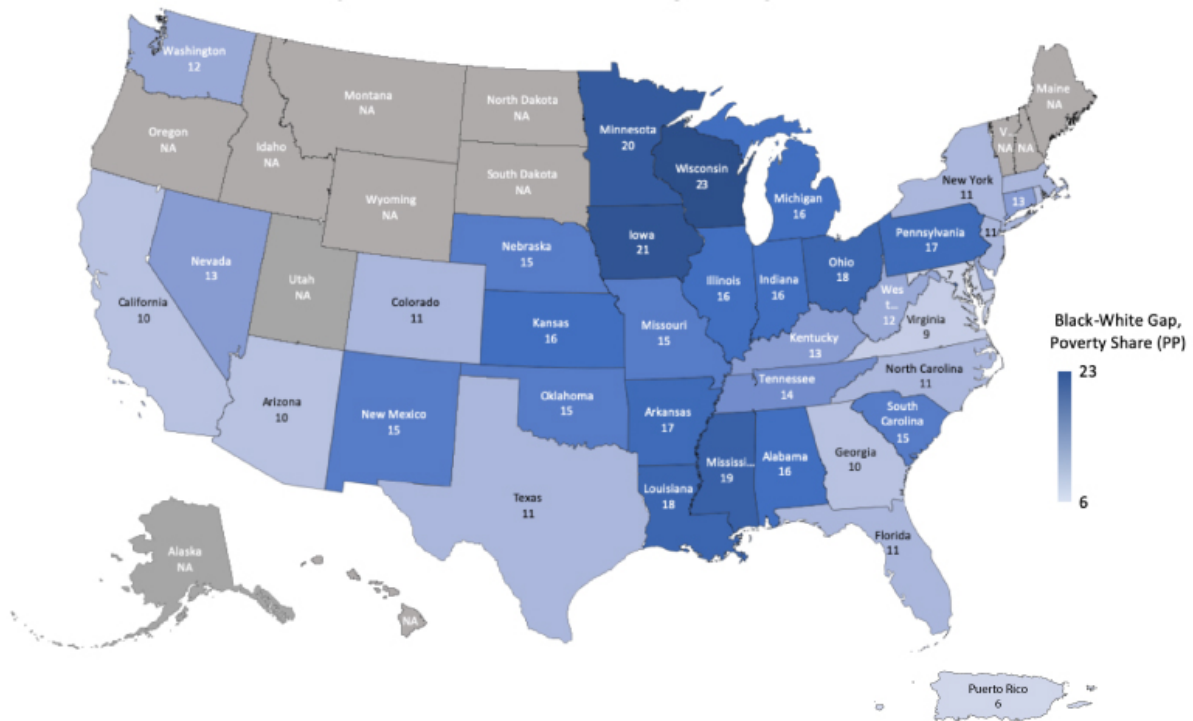 Washington
12
Montana
NA
North Dakota
NA
Maine
NA
Oregon
NA
Idaho
NA
Minnesota
20
V...
NA
NA
South Dakota
NA
Wisconsin
23
Michigan
16
New York
11
Wyoming
NA
13
Nebraska
15
Iowa
21
Pennsylvania
17
11
Nevada
13
Utah
NA
Colorado
11
Illinois
16
Indiana
16
Ohio
18
7
Wes
t...
12
California
10
Kansas
16
Missouri
15
Virginia
9
Kentucky
13
Black-White Gap,
Poverty Share (PP)
23
6
Arizona
10
New Mexico
15
Oklahoma
15
Arkansas
17
Tennessee
14
North Carolina
11
South
Carolina
15
Mississi...
19
Alabama
16
Georgia
10
Texas
11
Louisiana
18
Florida
11
Alaska
NA
NA
Puerto Rico
6